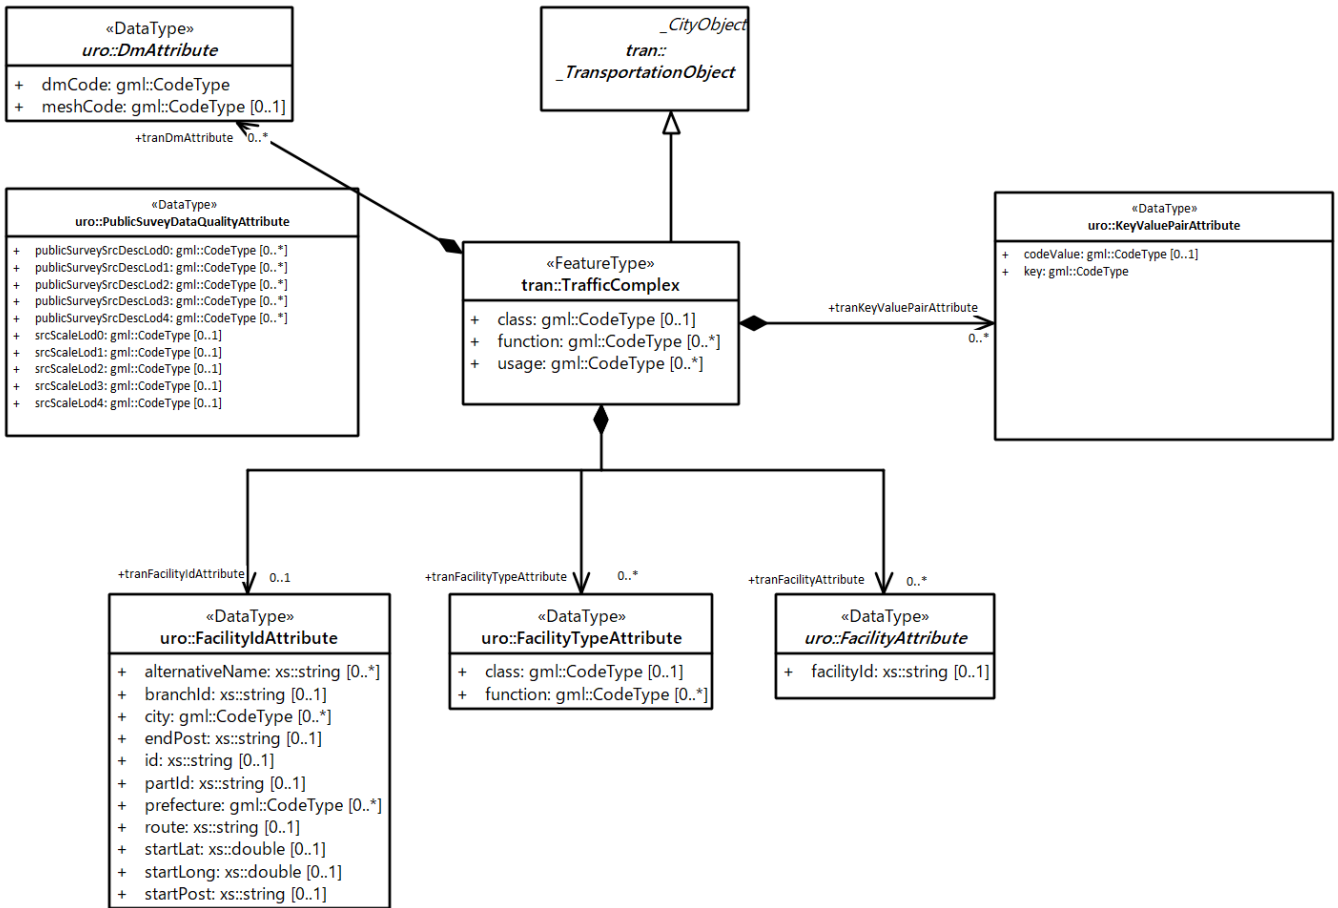 «DataType»
uro::DmAttribute
+ dmCode: gml::CodeType
+ meshCode: gml::CodeType [0..1]
+tranDmAttribute 0..*
_CityObject
tran::
_TransportationObject
«DataType»
uro::PublicSuveyDataQualityAttribute
+ publicSurveySrcDescLod0: gml::CodeType [0..*]
+ publicSurveySrcDescLod1: gml::CodeType [0..*]
+ publicSurveySrcDescLod2: gml::CodeType [0..*]
+ publicSurveySrcDescLod3: gml::CodeType [0..*]
+ publicSurveySrcDescLod4: gml::CodeType [0..*]
+ srcScaleLod0: gml::CodeType [0..1]
+ srcScaleLod1: gml::CodeType [0..1]
+ srcScaleLod2: gml::CodeType [0..1]
+ srcScaleLod3: gml::CodeType [0..1]
+ srcScaleLod4: gml::CodeType [0..1]
«FeatureType»
tran::TrafficComplex
+ class: gml::CodeType [0..1]
+ function: gml::CodeType [0..*]
+ usage: gml::CodeType [0..*]
+tranKeyValuePairAttribute
0..*
«DataType»
uro::KeyValuePairAttribute
+ codeValue: gml::CodeType [0..1]
+ key: gml::CodeType
+tranFacilityIdAttribute 0..1
«DataType»
uro::FacilityIdAttribute
+ alternativeName: xs::string [0..*]
+ branchId: xs::string [0..1]
+ city: gml::CodeType [0..*]
+ endPost: xs::string [0..1]
+ id: xs::string [0..1]
+ partId: xs::string [0..1]
+ prefecture: gml::CodeType [0..*]
+ route: xs::string [0..1]
+ startLat: xs::double [0..1]
+ startLong: xs::double [0..1]
+ startPost: xs::string [0..1]
+tranFacilityTypeAttribute 0..*
«DataType»
uro::FacilityTypeAttribute
+ class: gml::CodeType [0..1]
+ function: gml::CodeType [0..*]
+tranFacilityAttribute 0..*
«DataType»
uro::FacilityAttribute
+ facilityId: xs::string [0..1]